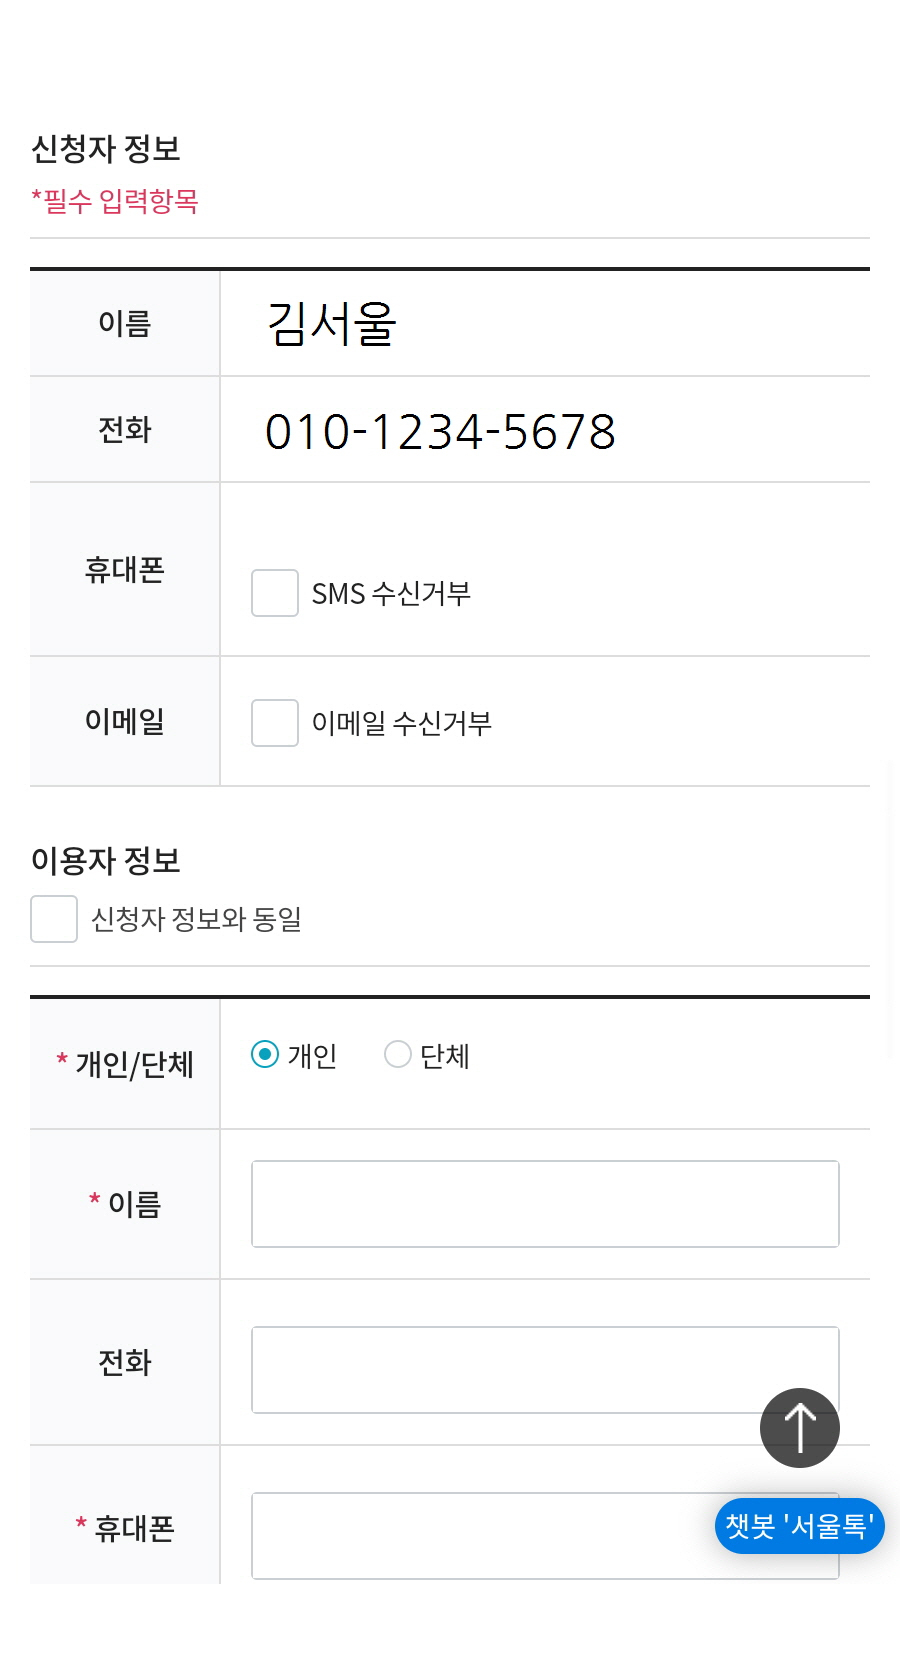 신청자 정보
*필수 입력항목
이름 김서울
전화 010-1234-5678
휴대폰 SMS 수신거부
이메일 이메일 수신거부
이용자 정보
신청자 정보와 동일
* 개인/단체 개인 단체
* 이름
전화
* 휴대폰
챗봇 '서울톡'